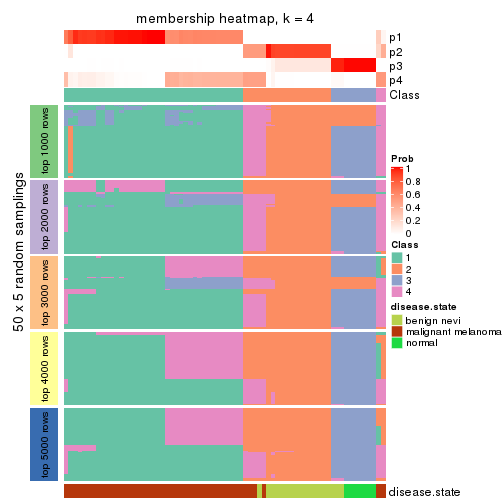 membership heatmap, k = 4
p1
p2
p3
p4
Class
50 x 5 random samplings
top 1000 rows
top 2000 rows
top 3000 rows
top 4000 rows
top 5000 rows
Prob
1
0.8
0.6
0.4
0.2
0
Class
1
2
3
4
disease.state
benign nevi
malignant melanoma
normal
disease.state